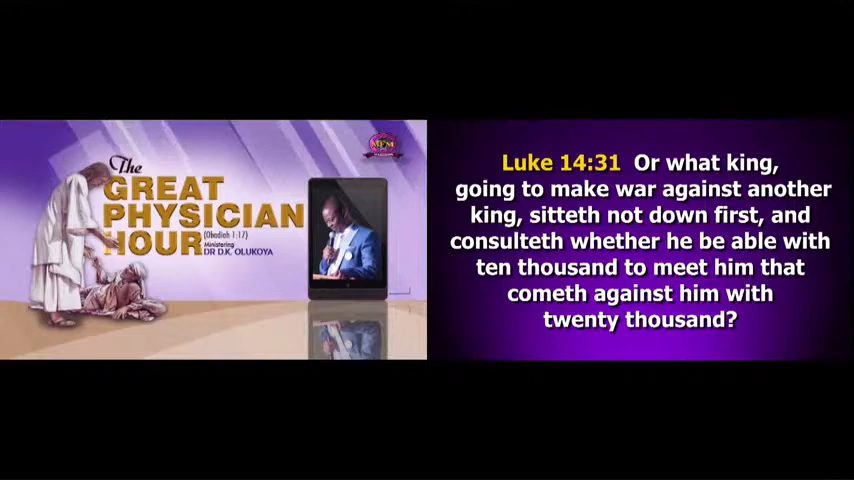 The
GREAT
PHYSICIAN
HOUR
(Obadiah 1:17)
Ministering
DR D.K. OLUKOYA
MFM
Luke 14:31 Or what king,
going to make war against another
king, sitteth not down first, and
consulteth whether he be able with
ten thousand to meet him that
cometh against him with
twenty thousand?